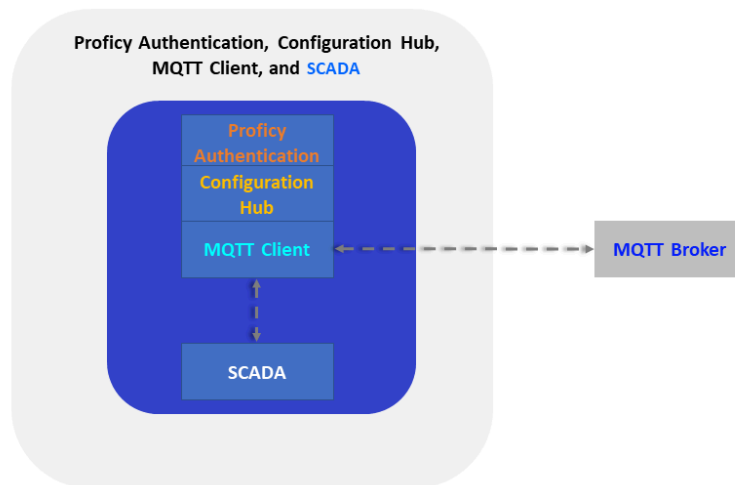 Proficy Authentication, Configuration Hub,
MQTT Client, and SCADA
Proficy
Authentication
Configuration
Hub
MQTT Client
MQTT Broker
SCADA